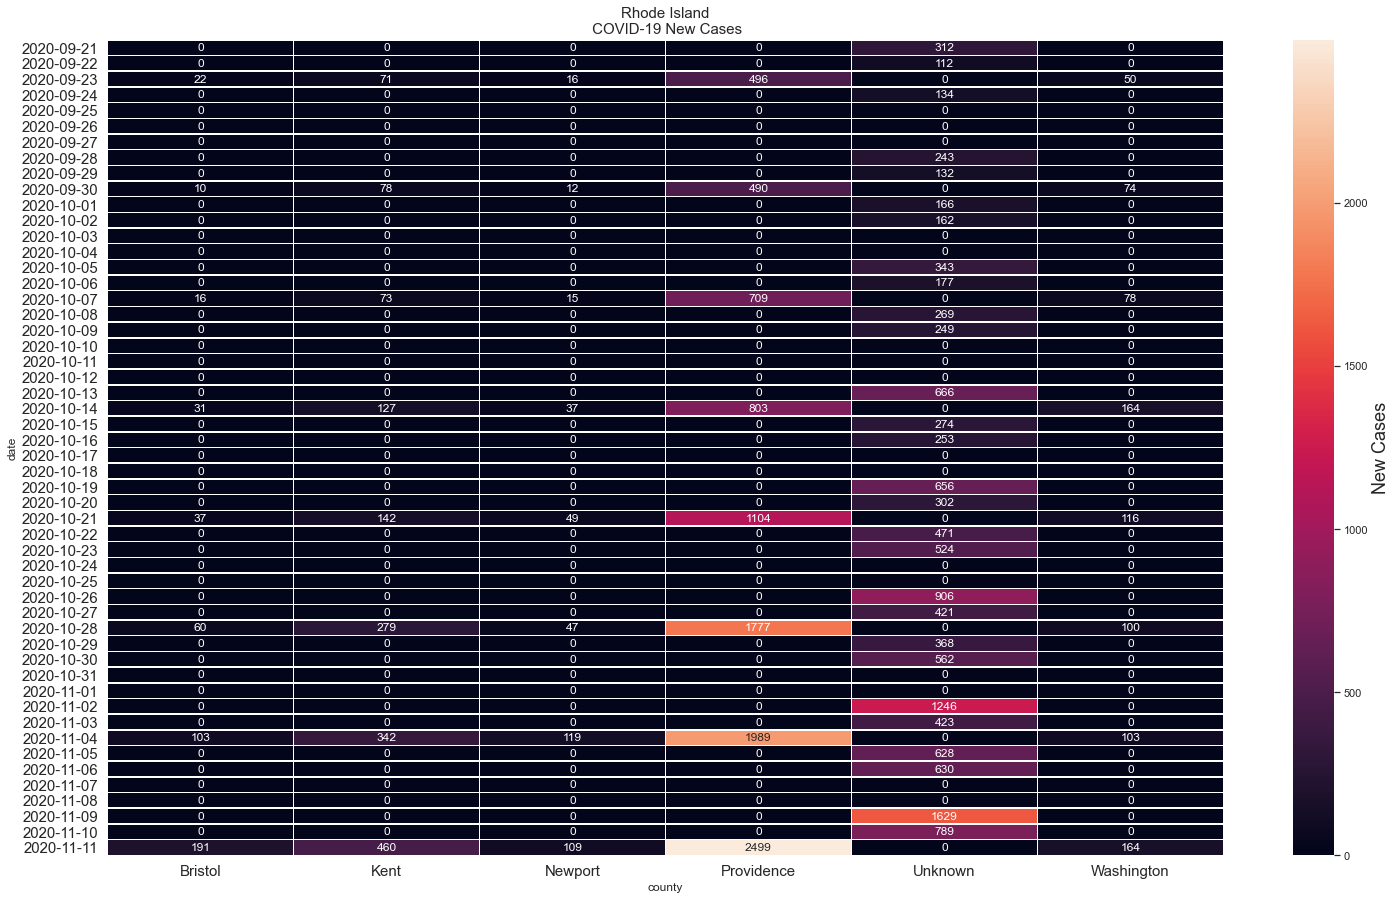 Rhode Island
COVID-19 New Cases
2020-09-21 0 0 0 0 312 0
2020-09-22 0 0 0 0 112 0
2020-09-23 22 71 16 496 0 50
2020-09-24 0 0 0 0 134 0
2020-09-25 0 0 0 0 0 0
2020-09-26 0 0 0 0 0 0
2020-09-27 0 0 0 0 0 0
2020-09-28 0 0 0 0 243 0
2020-09-29 0 0 0 0 132 0
2020-09-30 10 78 12 490 0 74
2020-10-01 0 0 0 0 166 0
2020-10-02 0 0 0 0 162 0
2020-10-03 0 0 0 0 0 0
2020-10-04 0 0 0 0 0 0
2020-10-05 0 0 0 0 343 0
2020-10-06 0 0 0 0 177 0
2020-10-07 16 73 15 709 0 78
2020-10-08 0 0 0 0 269 0
2020-10-09 0 0 0 0 249 0
2020-10-10 0 0 0 0 0 0
2020-10-11 0 0 0 0 0 0
2020-10-12 0 0 0 0 0 0
2020-10-13 0 0 0 0 666 0
2020-10-14 31 127 37 803 0 164
2020-10-15 0 0 0 0 274 0
2020-10-16 0 0 0 0 253 0
2020-10-17 0 0 0 0 0 0
2020-10-18 0 0 0 0 0 0
2020-10-19 0 0 0 0 656 0
2020-10-20 0 0 0 0 302 0
2020-10-21 37 142 49 1104 0 116
2020-10-22 0 0 0 0 471 0
2020-10-23 0 0 0 0 524 0
2020-10-24 0 0 0 0 0 0
2020-10-25 0 0 0 0 0 0
2020-10-26 0 0 0 0 906 0
2020-10-27 0 0 0 0 421 0
2020-10-28 60 279 47 1777 0 100
2020-10-29 0 0 0 0 368 0
2020-10-30 0 0 0 0 562 0
2020-10-31 0 0 0 0 0 0
2020-11-01 0 0 0 0 0 0
2020-11-02 0 0 0 0 1246 0
2020-11-03 0 0 0 0 423 0
2020-11-04 103 342 119 1989 0 103
2020-11-05 0 0 0 0 628 0
2020-11-06 0 0 0 0 630 0
2020-11-07 0 0 0 0 0 0
2020-11-08 0 0 0 0 0 0
2020-11-09 0 0 0 0 1629 0
2020-11-10 0 0 0 0 789 0
2020-11-11 191 460 109 2499 0 164
Bristol Kent Newport Providence Unknown Washington
county
date
2000
1500
1000
500
0
New Cases